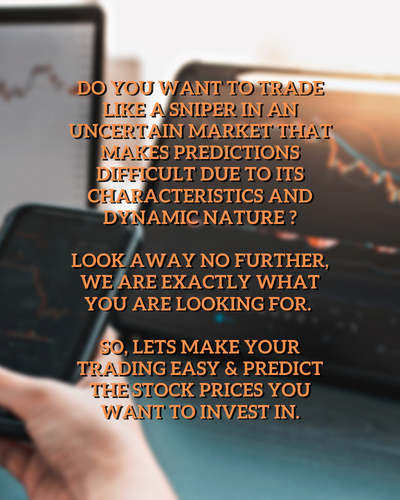 DO YOU WANT TO TRADE
LIKE A SNIPER IN AN
UNCERTAIN MARKET THAT
MAKES PREDICTIONS
DIFFICULT DUE TO ITS
CHARACTERISTICS AND
DYNAMIC NATURE ?
LOOK AWAY NO FURTHER,
WE ARE EXACTLY WHAT
YOU ARE LOOKING FOR.
SO, LETS MAKE YOUR
TRADING EASY & PREDICT
THE STOCK PRICES YOU
WANT TO INVEST IN.